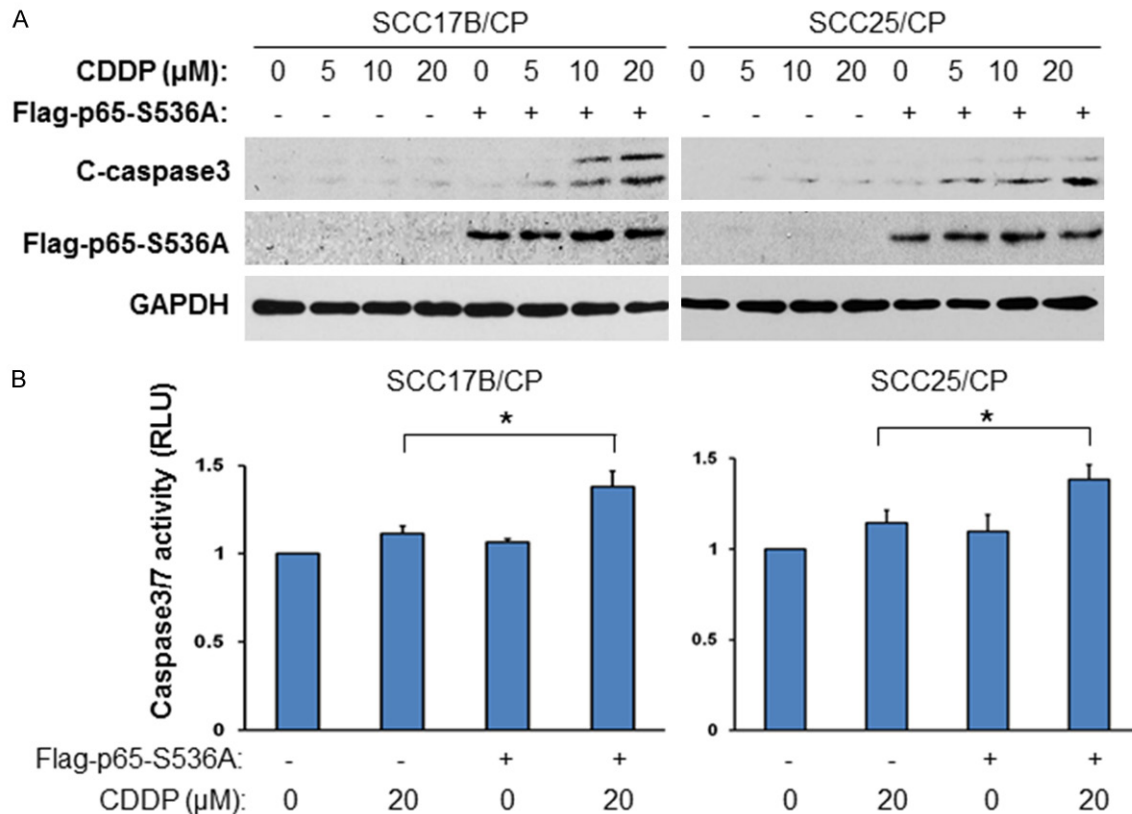 A
SCC17B/CP SCC25/CP
CDDP (μM): 0 5 10 20 0 5 10 20 0 5 10 20 0 5 10 20
Flag-p65-S536A: - - - - + + + + - - - - + + + +
C-caspase3
Flag-p65-S536A
GAPDH
B
SCC17B/CP SCC25/CP
* *
Caspase3/7 activity (RLU)
1.5 1.5
1 1
0.5 0.5
0 0
Flag-p65-S536A: - - + + - - + +
CDDP (μM): 0 20 0 20 0 20 0 20